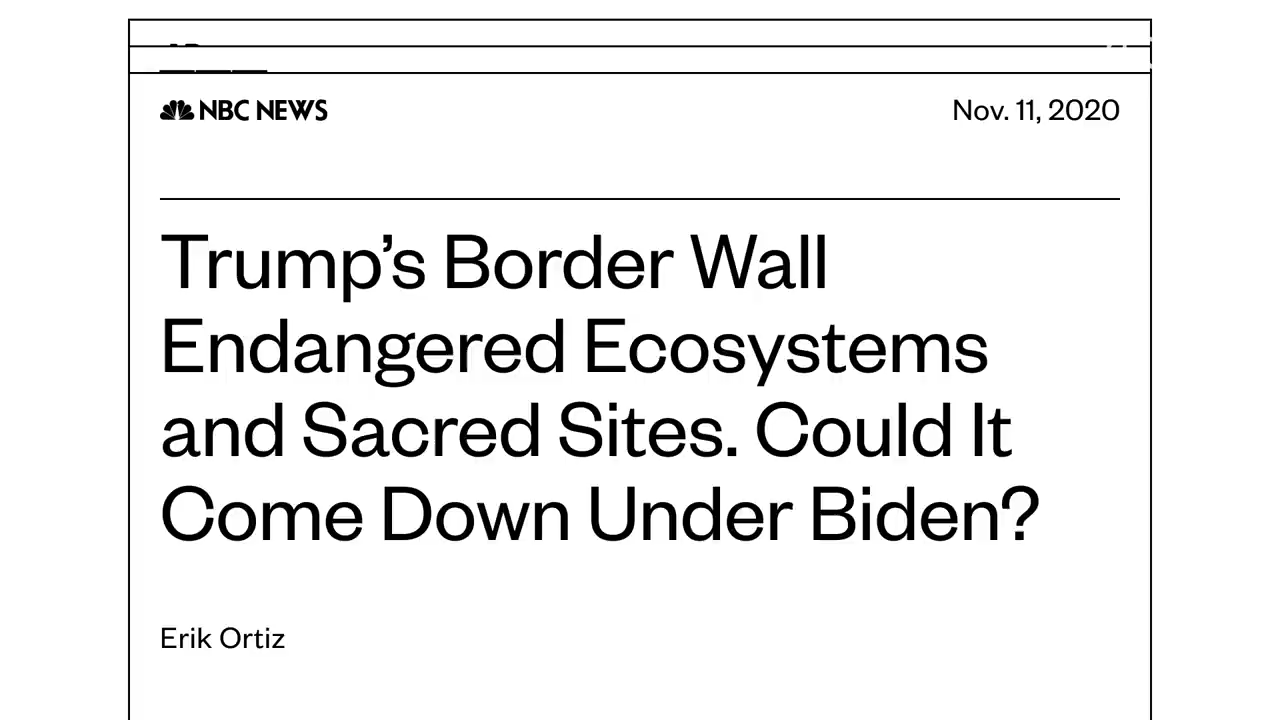 NBC NEWS
Nov. 11, 2020
Trump’s Border Wall
Endangered Ecosystems
and Sacred Sites. Could It
Come Down Under Biden?
Erik Ortiz